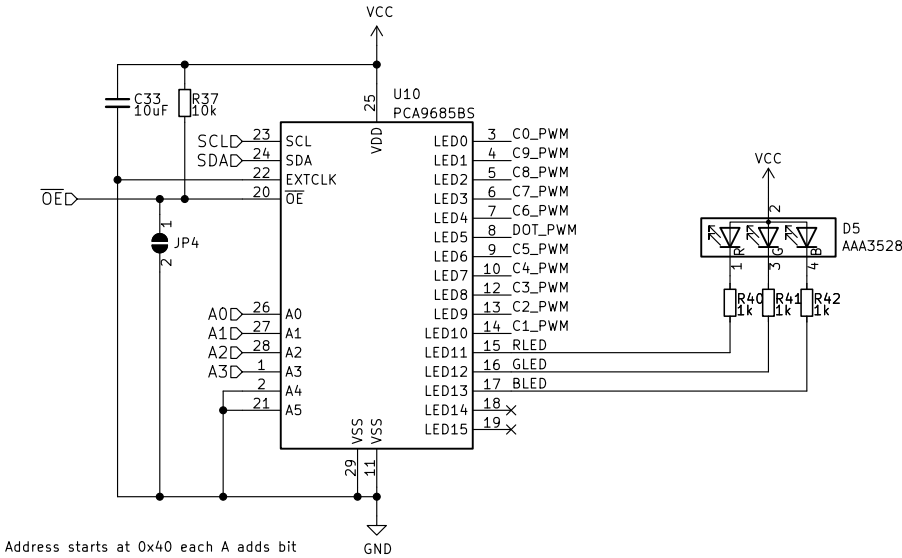 VCC
U10
PCA9685BS
25
VDD
C33
10uF
R37
10k
SCL 23 SCL
SDA 24 SDA
22 EXTCLK
OE 20 OE
1
JP4
2
A0 26 A0
A1 27 A1
A2 28 A2
A3 1 A3
2 A4
21 A5
LED0 3 C0_PWM
LED1 4 C9_PWM
LED2 5 C8_PWM
LED3 6 C7_PWM
LED4 7 C6_PWM
LED5 8 DOT_PWM
LED6 9 C5_PWM
LED7 10 C4_PWM
LED8 12 C3_PWM
LED9 13 C2_PWM
LED10 14 C1_PWM
LED11 15 RLED
LED12 16 GLED
LED13 17 BLED
LED14 18
LED15 19
VSS VSS
29 11
GND
VCC
2
D5
AAA3528
R G B
1 3 4
R40 R41 R42
1k 1k 1k
Address starts at 0x40 each A adds bit